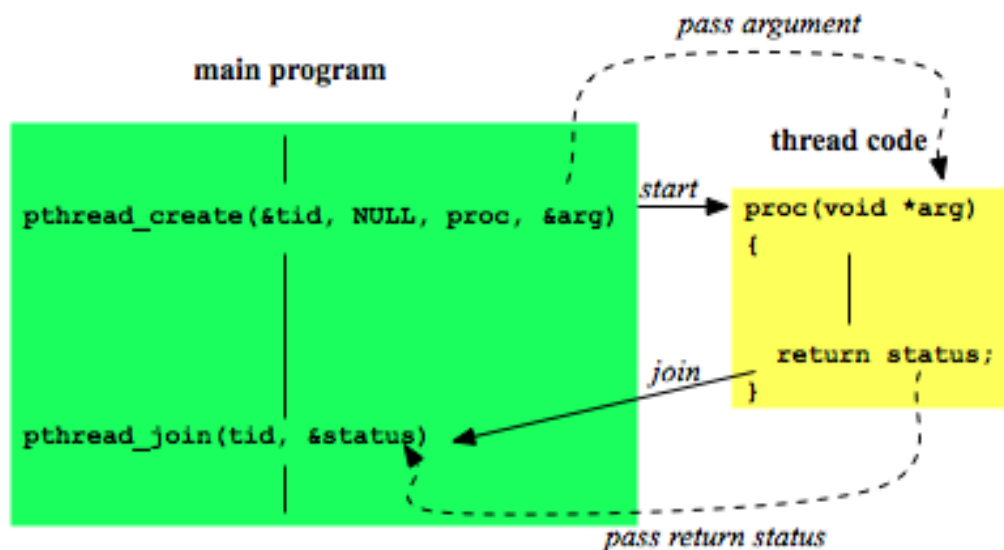 pass argument
main program
thread code
start
pthread_create(&tid, NULL, proc, &arg)
proc(void *arg)
{
return status;
join
}
pthread_join(tid, &status)
pass return status